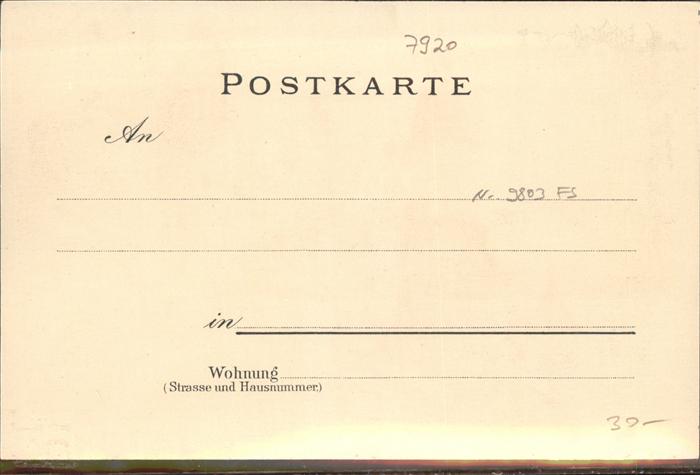 7920
POSTKARTE
An
Nr. 9803 FS
in
Wohnung
(Strasse und Hausnummer.)
30-